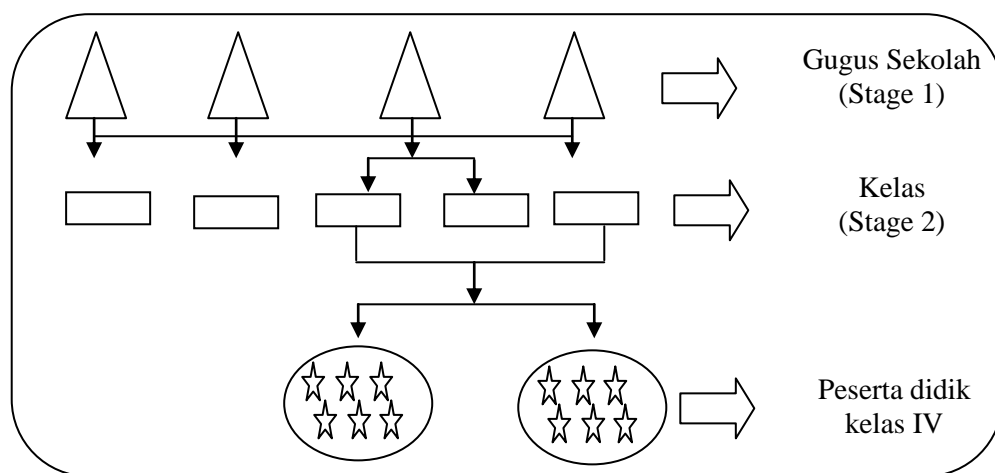 Gugus Sekolah
(Stage 1)
Kelas
(Stage 2)
Peserta didik
kelas IV